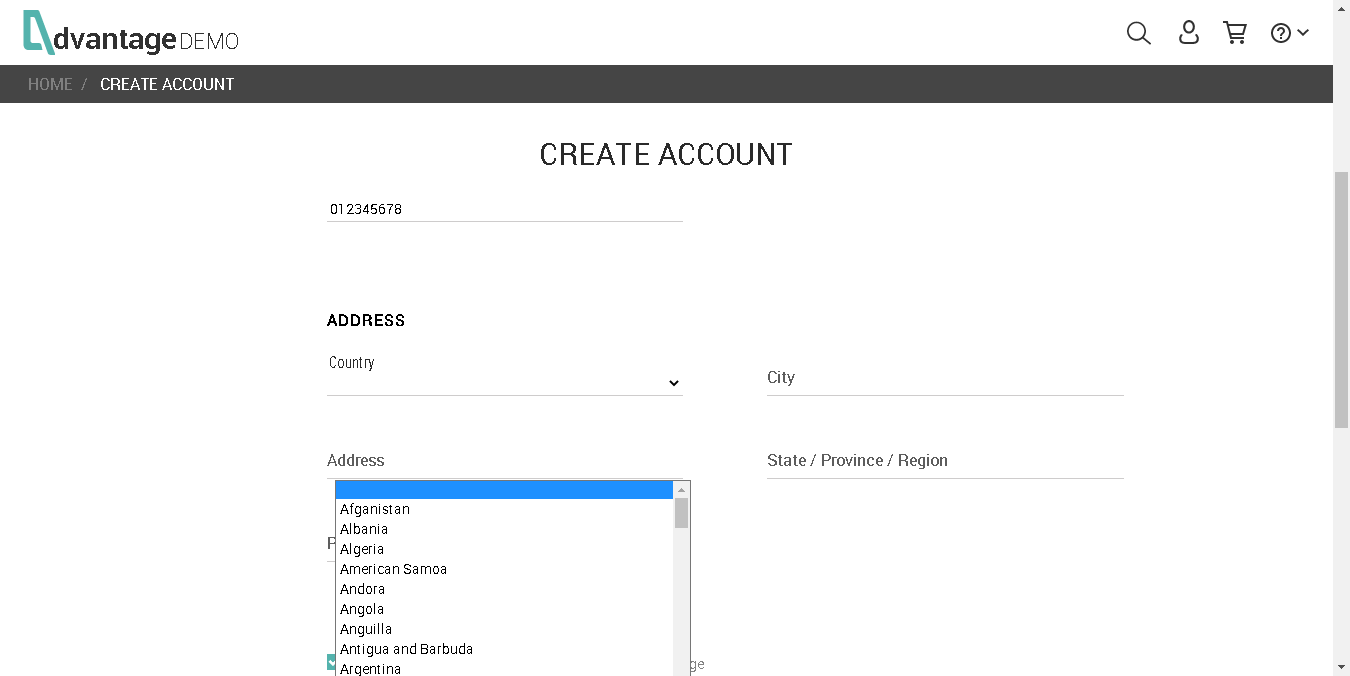 dvantage DEMO
HOME / CREATE ACCOUNT
CREATE ACCOUNT
012345678
ADDRESS
Country
City
Address
State / Province / Region
Afganistan
Albania
P
Algeria
American Samoa
Andora
Angola
Anguilla
Antigua and Barbuda
ge
Argentina